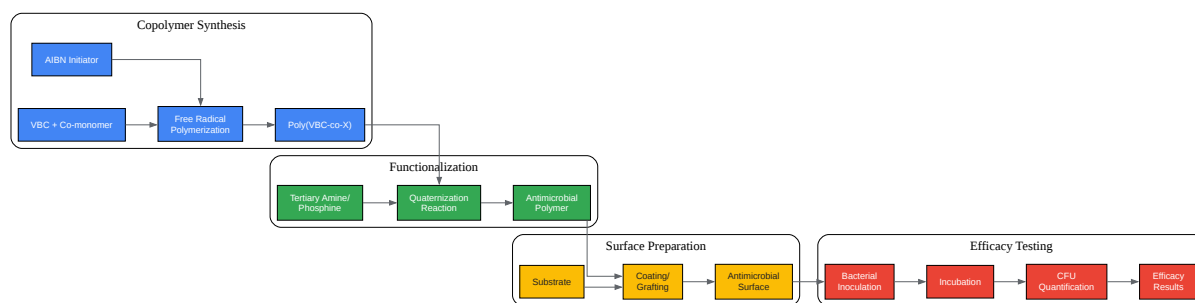 Copolymer Synthesis
AIBN Initiator
VBC + Co-monomer
Free Radical
Polymerization
Poly(VBC-co-X)
Functionalization
Tertiary Amine/
Phosphine
Quaternization
Reaction
Antimicrobial
Polymer
Surface Preparation
Substrate
Coating/
Grafting
Antimicrobial
Surface
Efficacy Testing
Bacterial
Inoculation
Incubation
CFU
Quantification
Efficacy
Results